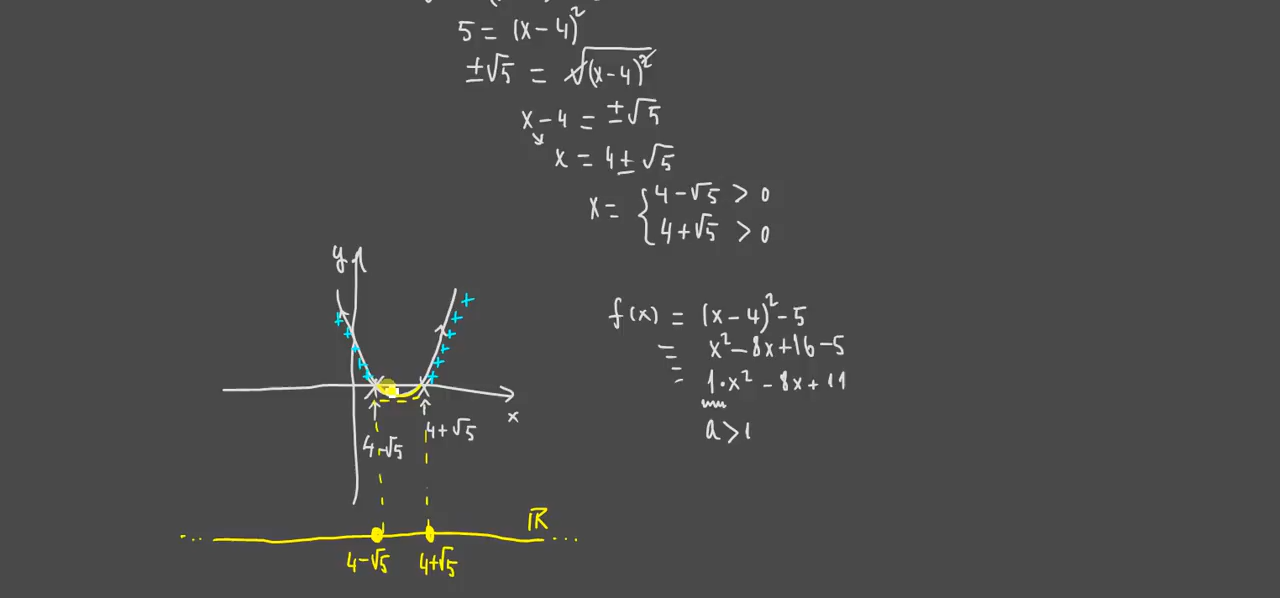 5 = (x-4)²
±√5 = √(x-4)²
x-4 = ±√5
x = 4±√5
x = { 4-√5 > 0
4+√5 > 0
y
f(x) = (x-4)²-5
= x²-8x+16-5
= 1·x²-8x+11
a>1
x
4-√5
4+√5
ℝ
4-√5
4+√5